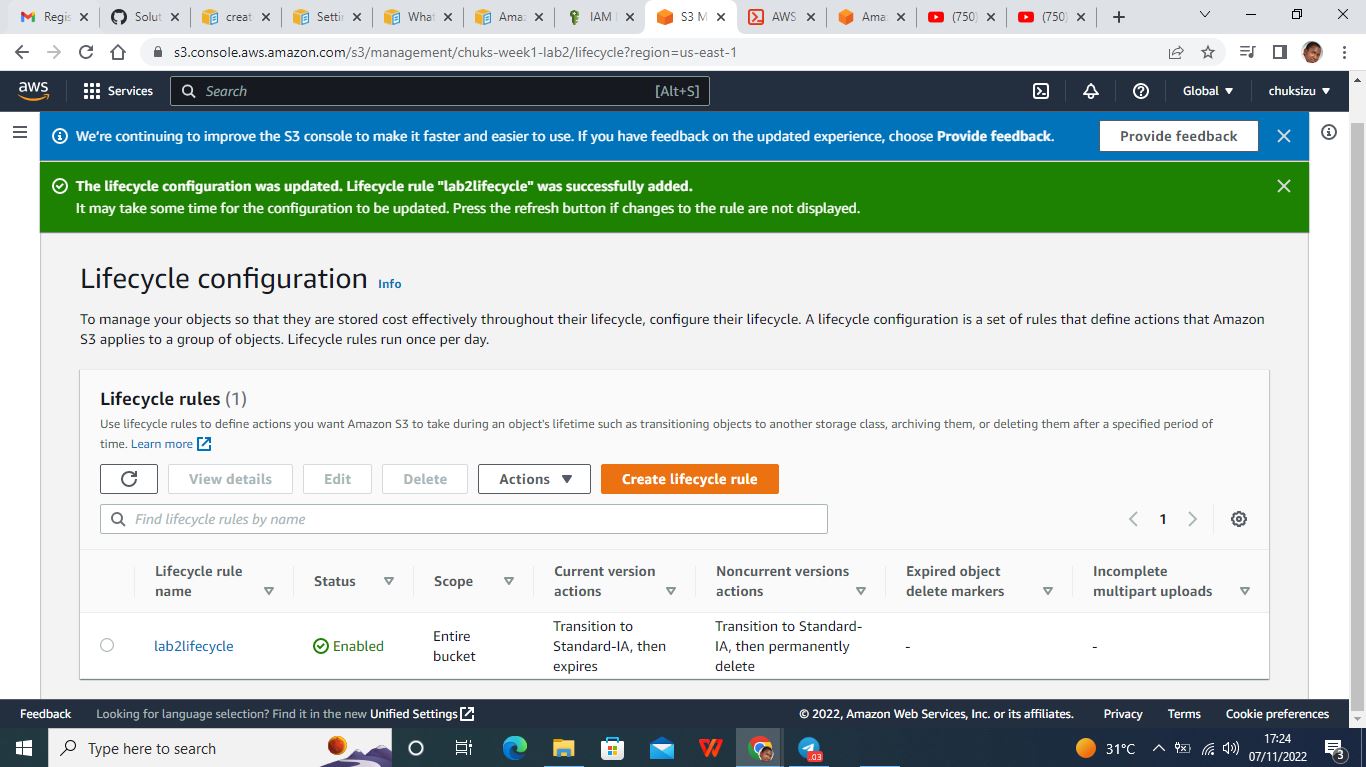 Regis
Solut
creat
Settir
What
Amaz
IAM
S3 M
AWS
Amaz
(750)
(750)
s3.console.aws.amazon.com/s3/management/chuks-week1-lab2/lifecycle?region=us-east-1
aws
Services
Search
[Alt+S]
Global
chuksizu
We're continuing to improve the S3 console to make it faster and easier to use. If you have feedback on the updated experience, choose Provide feedback.
Provide feedback
The lifecycle configuration was updated. Lifecycle rule "lab2lifecycle" was successfully added.
It may take some time for the configuration to be updated. Press the refresh button if changes to the rule are not displayed.
Lifecycle configuration Info
To manage your objects so that they are stored cost effectively throughout their lifecycle, configure their lifecycle. A lifecycle configuration is a set of rules that define actions that Amazon
S3 applies to a group of objects. Lifecycle rules run once per day.
Lifecycle rules (1)
Use lifecycle rules to define actions you want Amazon S3 to take during an object's lifetime such as transitioning objects to another storage class, archiving them, or deleting them after a specified period of
time. Learn more
View details
Edit
Delete
Actions
Create lifecycle rule
Find lifecycle rules by name
1
Lifecycle rule
name
Status
Scope
Current version
actions
Noncurrent versions
actions
Expired object
delete markers
Incomplete
multipart uploads
lab2lifecycle
Enabled
Entire
bucket
Transition to
Standard-IA, then
expires
Transition to Standard-
IA, then permanently
delete
-
-
Feedback
Looking for language selection? Find it in the new Unified Settings
© 2022, Amazon Web Services, Inc. or its affiliates.
Privacy
Terms
Cookie preferences
Type here to search
.03
31°C
17:24
07/11/2022
3